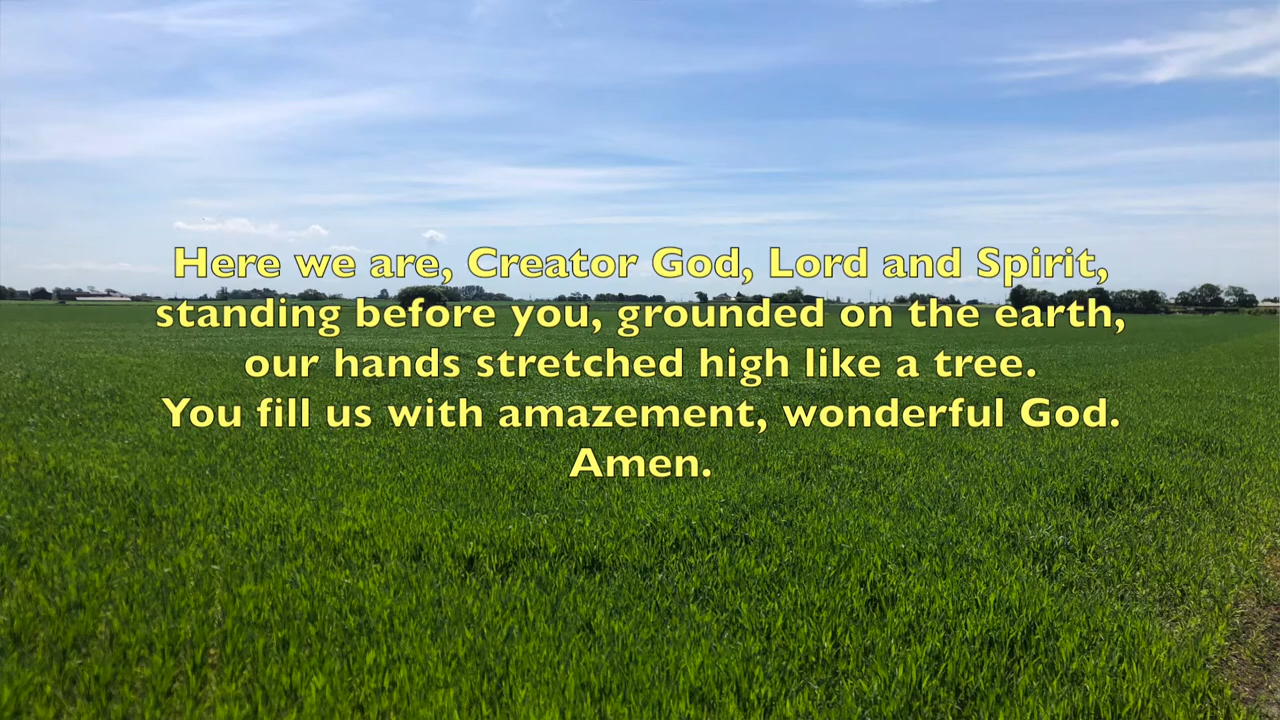 Here we are, Creator God, Lord and Spirit,
standing before you, grounded on the earth,
our hands stretched high like a tree.
You fill us with amazement, wonderful God.
Amen.